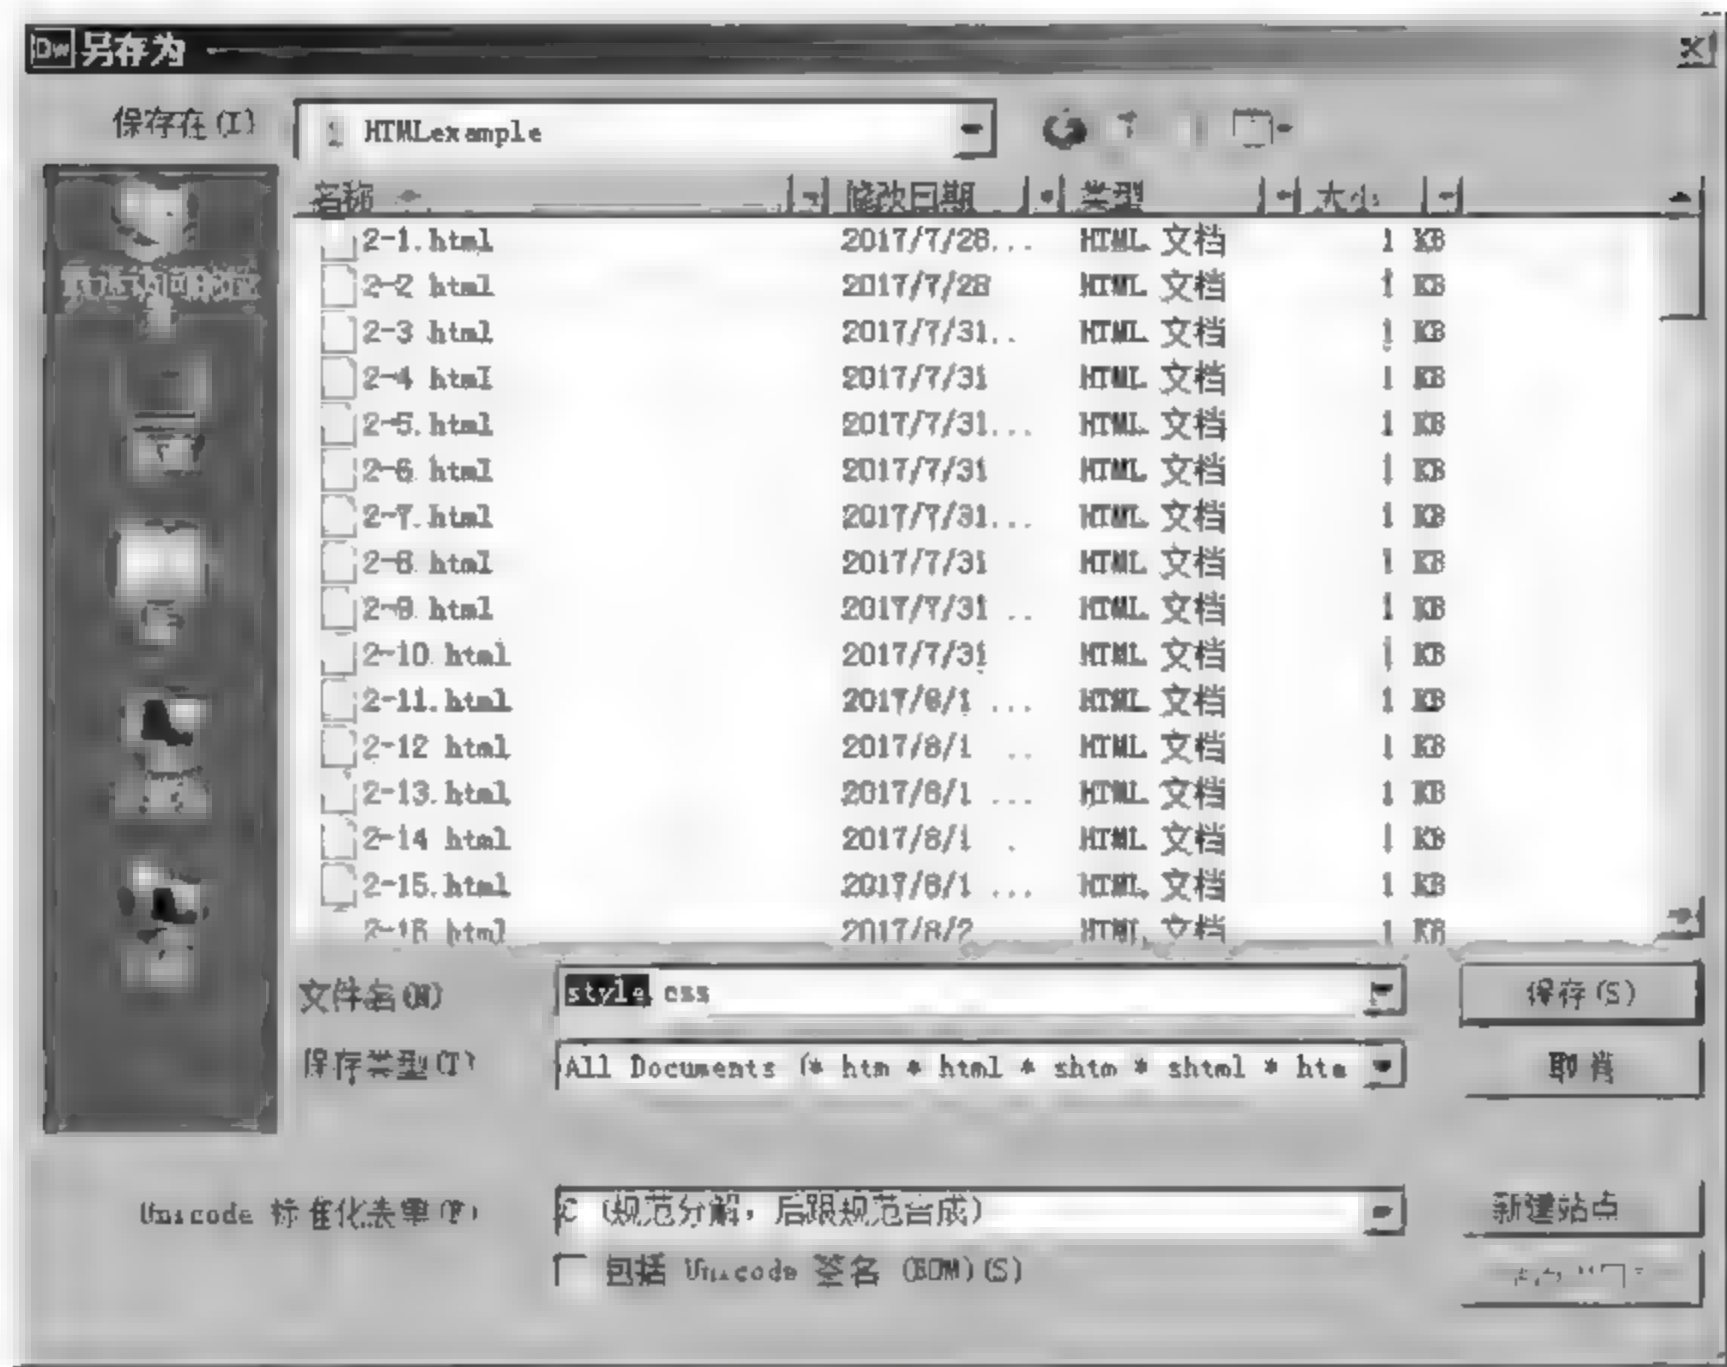 Dw 另存为
保存在(I) HTMLexample
名称 修改日期 类型 大小
2-1.html 2017/7/28... HTML 文档 1 KB
2-2 html 2017/7/28 HTML 文档 1 KB
2-3 html 2017/7/31.. HTML 文档 1 KB
2-4 html 2017/7/31 HTML 文档 1 KB
2-5.html 2017/7/31... HTML 文档 1 KB
2-6 html 2017/7/31 HTML 文档 1 KB
2-7.html 2017/7/31... HTML 文档 1 KB
2-8 html 2017/7/31 HTML 文档 1 KB
2-9 html 2017/7/31 .. HTML 文档 1 KB
2-10 html 2017/7/31 HTML 文档 1 KB
2-11.html 2017/8/1 ... HTML 文档 1 KB
2-12 html 2017/8/1 .. HTML 文档 1 KB
2-13.html 2017/8/1 ... HTML 文档 1 KB
2-14 html 2017/8/1 . HTML 文档 1 KB
2-15.html 2017/8/1 ... HTML 文档 1 KB
2-16 html 2017/8/2 HTML 文档 1 KB
文件名(N) style.css 保存(S)
保存类型(T) All Documents (* htm * html * shtm * shtml * hta 取消
Unicode 标准化表单(F) C (规范分解，后跟规范合成) 新建站点
包括 Unicode 签名 (BOM)(S)